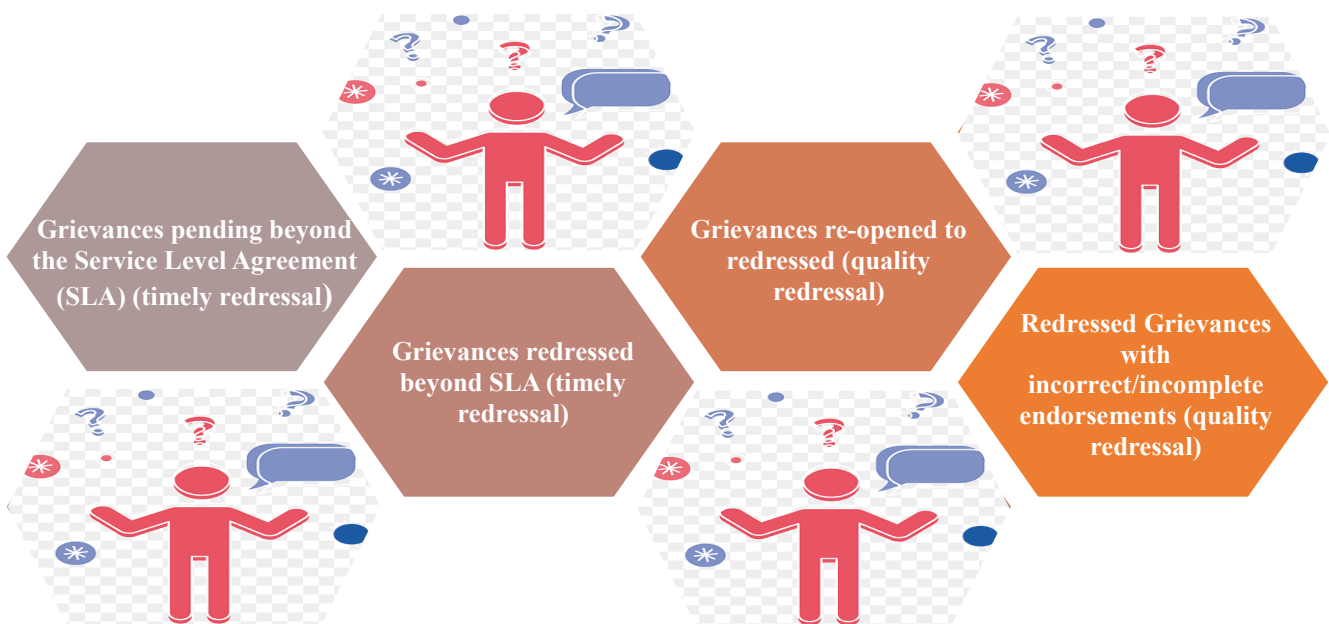 Grievances pending beyond
the Service Level Agreement
(SLA) (timely redressal)
Grievances redressed
beyond SLA (timely
redressal)
Grievances re-opened to
redressed (quality
redressal)
Redressed Grievances
with
incorrect/incomplete
endorsements (quality
redressal)